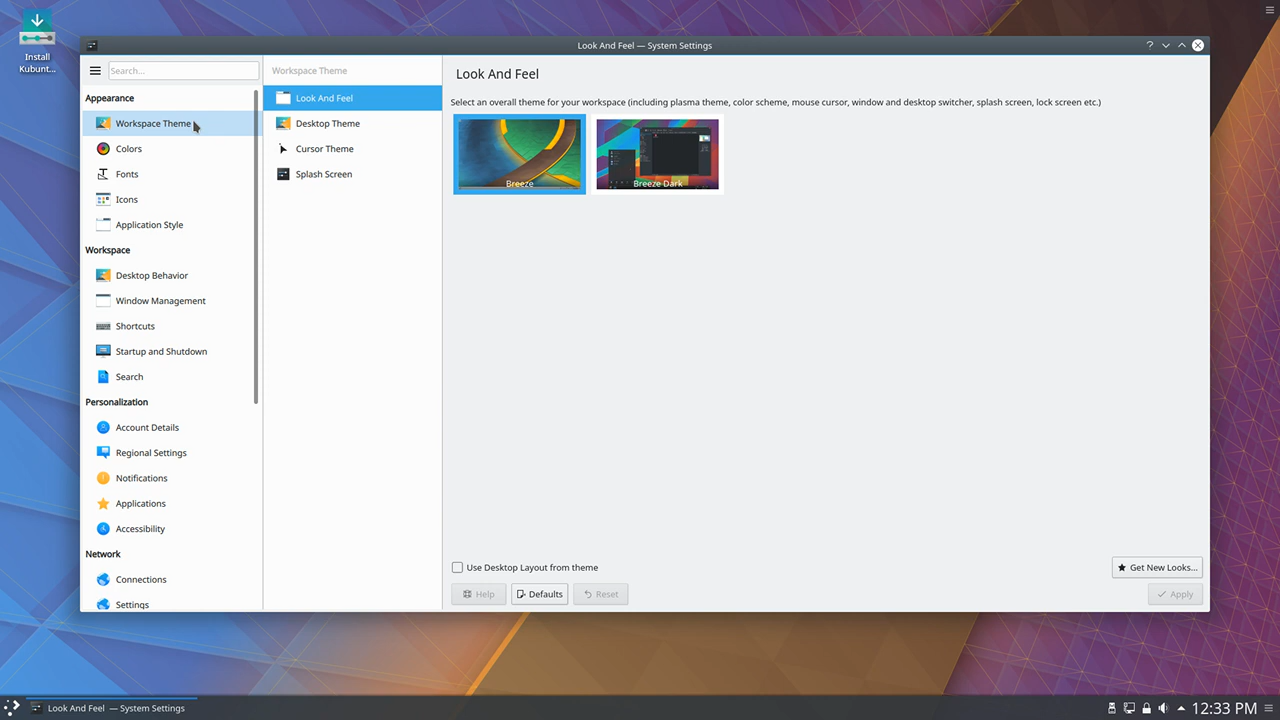 Install
Kubunt...
Look And Feel — System Settings
Search...
Appearance
Workspace Theme
Colors
Fonts
Icons
Application Style
Workspace
Desktop Behavior
Window Management
Shortcuts
Startup and Shutdown
Search
Personalization
Account Details
Regional Settings
Notifications
Applications
Accessibility
Network
Connections
Settings
Workspace Theme
Look And Feel
Desktop Theme
Cursor Theme
Splash Screen
Look And Feel
Select an overall theme for your workspace (including plasma theme, color scheme, mouse cursor, window and desktop switcher, splash screen, lock screen etc.)
Breeze
Breeze Dark
Use Desktop Layout from theme
Get New Looks...
Help
Defaults
Reset
Apply
Look And Feel — System Settings
12:33 PM